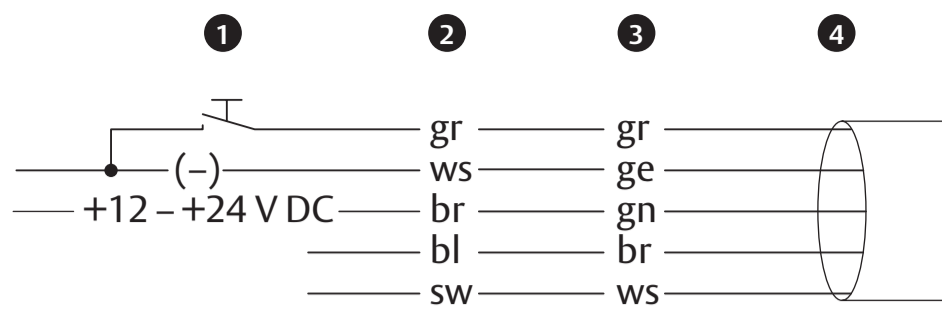 1 2 3 4
gr gr
(–) ws ge
+12 – +24 V DC br gn
bl br
sw ws